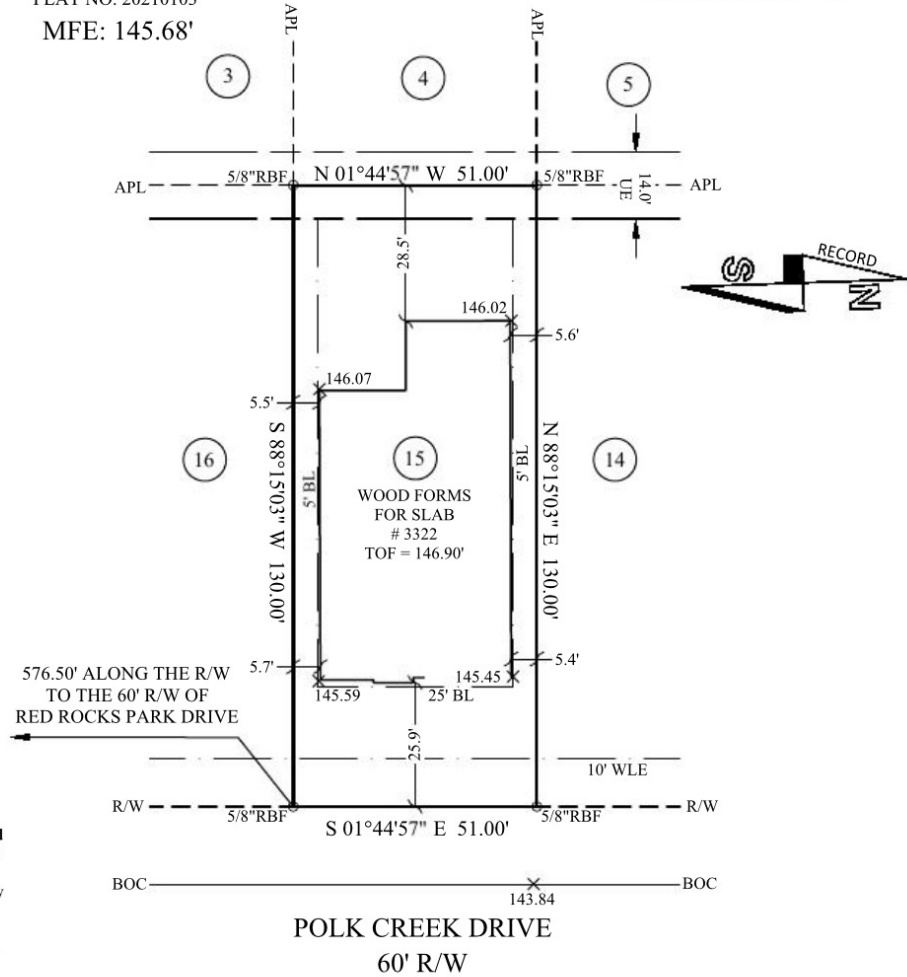 PLAT NO. 20210103
MFE: 145.68'
APL
APL
3
4
5
5/8"RBF
N 01°44'57" W 51.00'
5/8"RBF
APL
APL
14.0'
UE
S
RECORD
N
28.5'
146.02
5.6'
146.07
5.5'
S 88°15'03" W 130.00'
N 88°15'03" E 130.00'
16
15
14
5' BL
5' BL
WOOD FORMS
FOR SLAB
# 3322
TOF = 146.90'
5.7'
5.4'
145.59
145.45
25' BL
576.50' ALONG THE R/W
TO THE 60' R/W OF
RED ROCKS PARK DRIVE
25.9'
10' WLE
R/W
R/W
5/8"RBF
5/8"RBF
S 01°44'57" E 51.00'
BOC
BOC
143.84
POLK CREEK DRIVE
60' R/W